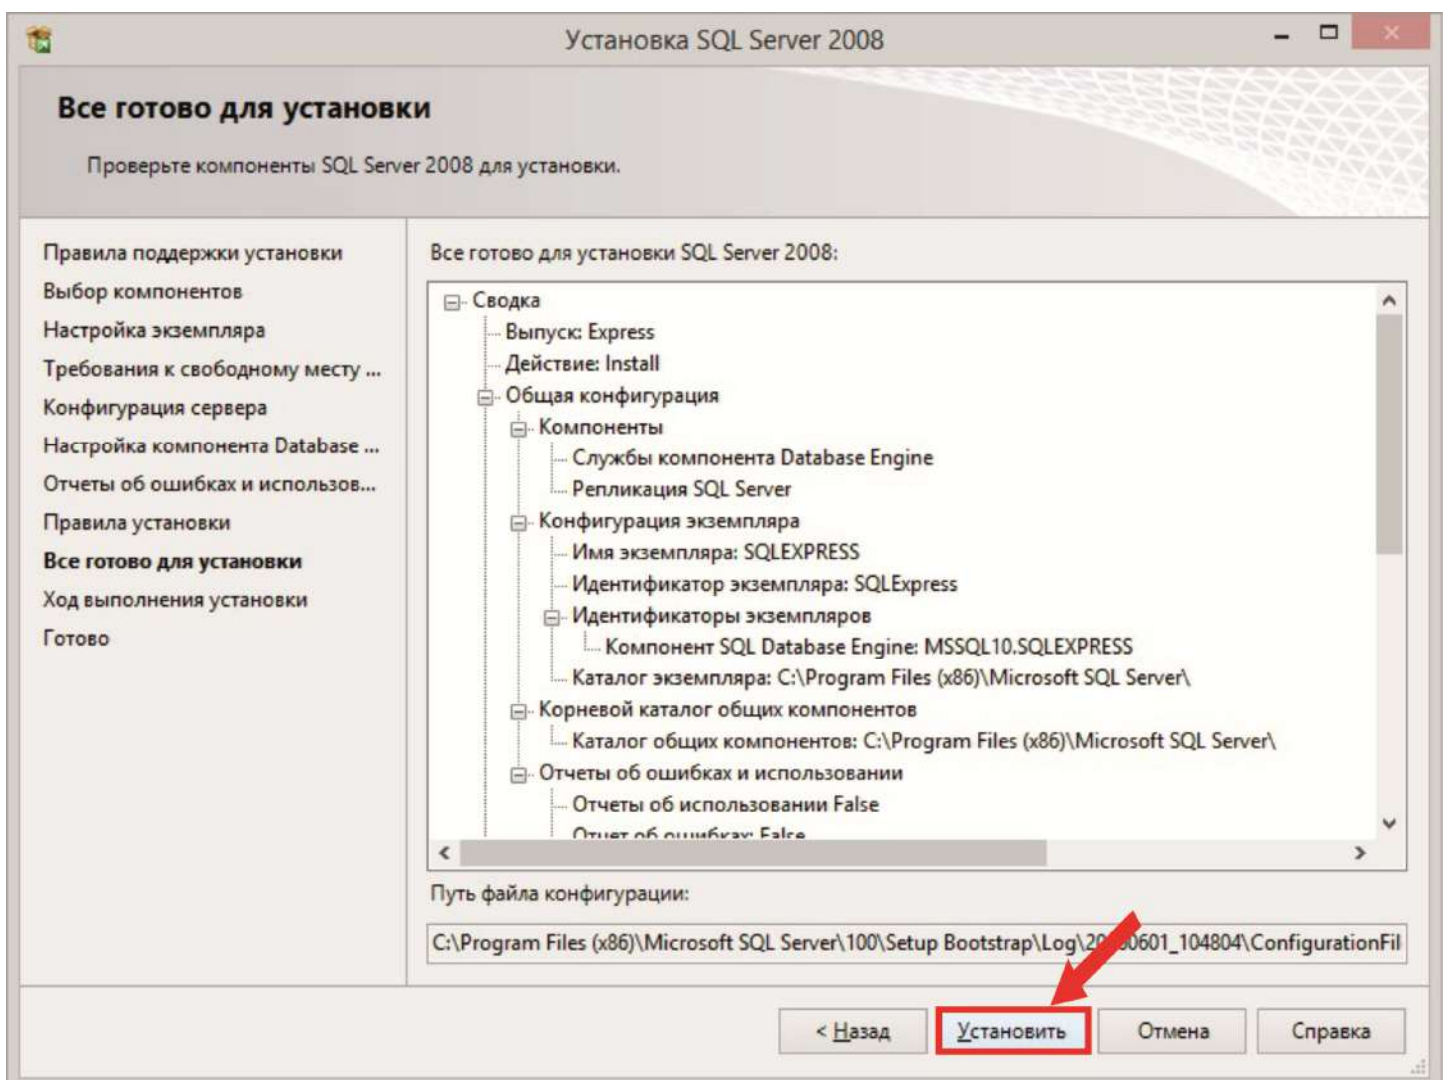 Установка SQL Server 2008
Все готово для установки
Проверьте компоненты SQL Server 2008 для установки.
Правила поддержки установки
Выбор компонентов
Настройка экземпляра
Требования к свободному месту ...
Конфигурация сервера
Настройка компонента Database ...
Отчеты об ошибках и использов...
Правила установки
Все готово для установки
Ход выполнения установки
Готово
Все готово для установки SQL Server 2008:
Сводка
Выпуск: Express
Действие: Install
Общая конфигурация
Компоненты
Службы компонента Database Engine
Репликация SQL Server
Конфигурация экземпляра
Имя экземпляра: SQLEXPRESS
Идентификатор экземпляра: SQLExpress
Идентификаторы экземпляров
Компонент SQL Database Engine: MSSQL10.SQLEXPRESS
Каталог экземпляра: C:\Program Files (x86)\Microsoft SQL Server\
Корневой каталог общих компонентов
Каталог общих компонентов: C:\Program Files (x86)\Microsoft SQL Server\
Отчеты об ошибках и использовании
Отчеты об использовании False
Отчет об ошибках: False
Путь файла конфигурации:
C:\Program Files (x86)\Microsoft SQL Server\100\Setup Bootstrap\Log\20 0601_104804\ConfigurationFil
< Назад
Установить
Отмена
Справка